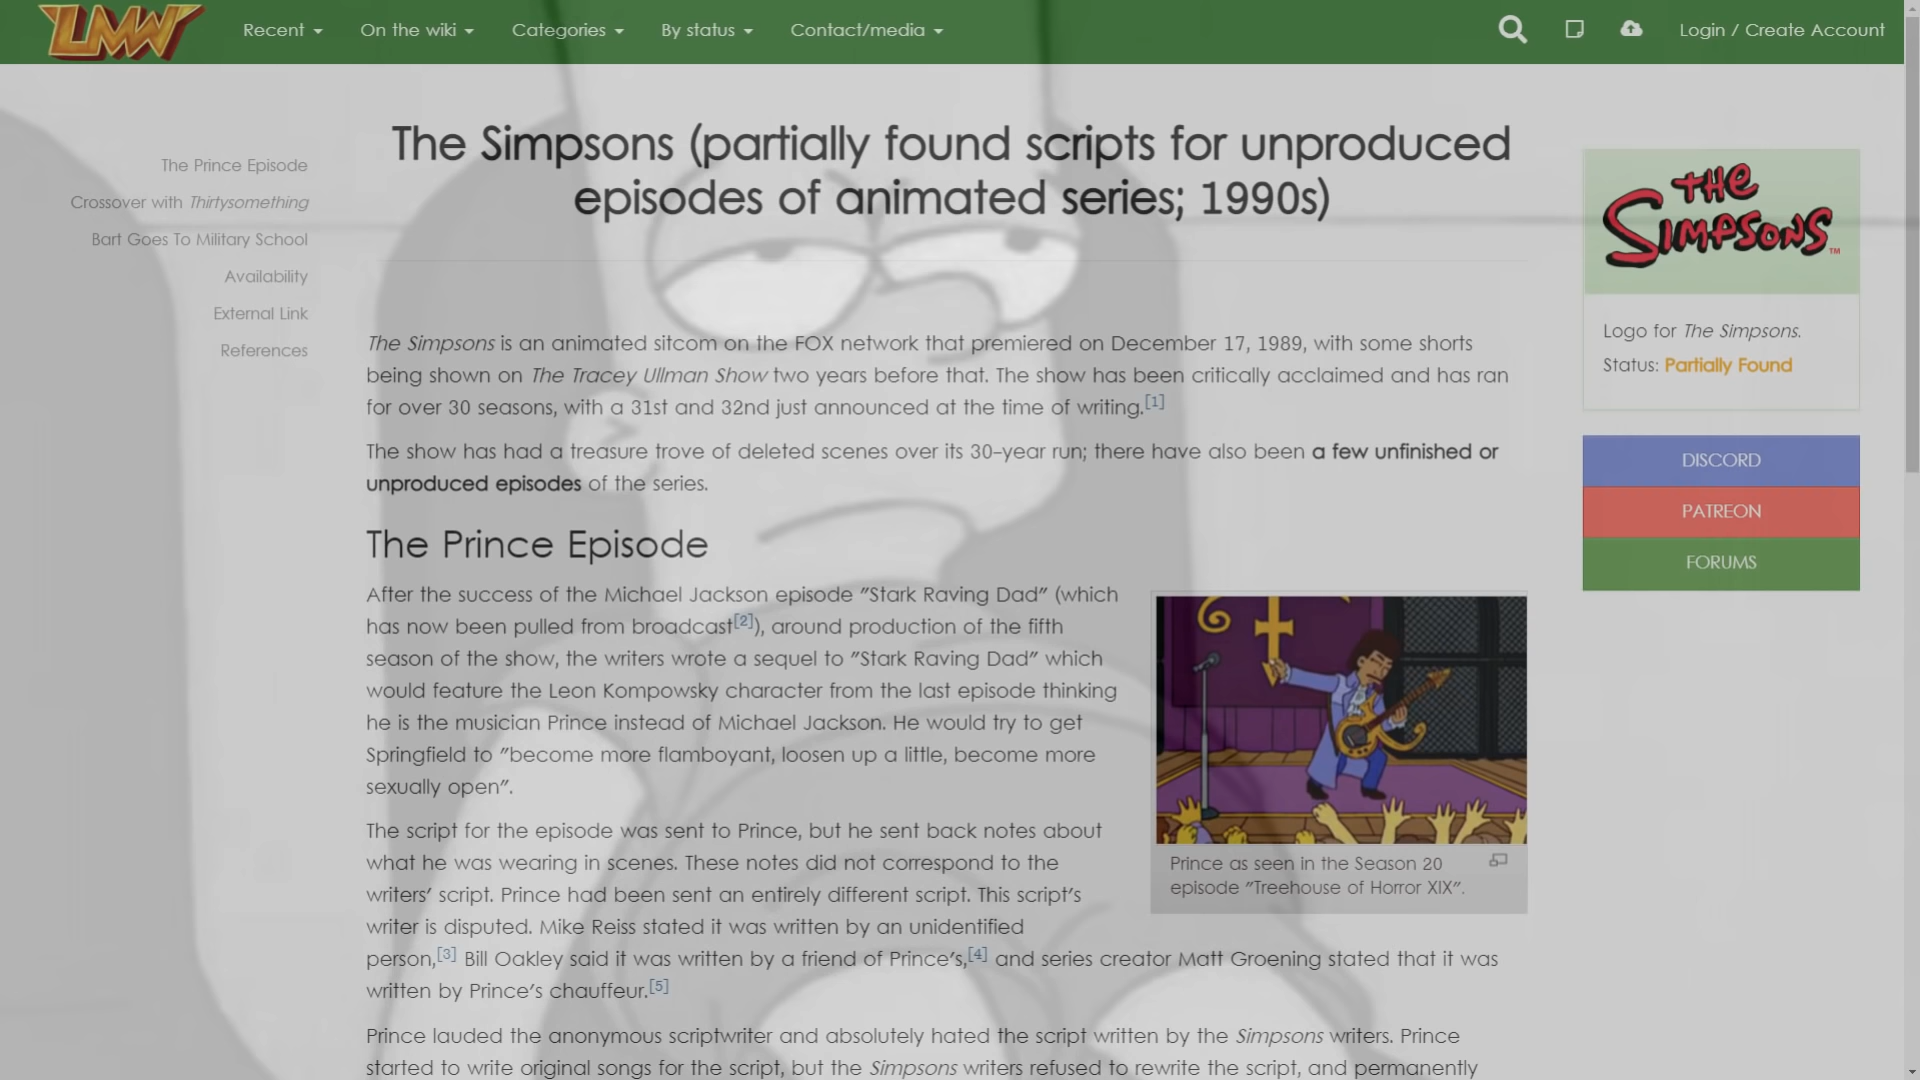 LMW
Recent
On the wiki
Categories
By status
Contact/media
Login / Create Account
The Prince Episode
Crossover with Thirtysomething
Bart Goes To Military School
Availability
External Link
References
The Simpsons (partially found scripts for unproduced
episodes of animated series; 1990s)
The Simpsons is an animated sitcom on the FOX network that premiered on December 17, 1989, with some shorts
being shown on The Tracey Ullman Show two years before that. The show has been critically acclaimed and has ran
for over 30 seasons, with a 31st and 32nd just announced at the time of writing.[1]
The show has had a treasure trove of deleted scenes over its 30-year run; there have also been a few unfinished or
unproduced episodes of the series.
The Prince Episode
After the success of the Michael Jackson episode "Stark Raving Dad" (which
has now been pulled from broadcast[2]), around production of the fifth
season of the show, the writers wrote a sequel to "Stark Raving Dad" which
would feature the Leon Kompowsky character from the last episode thinking
he is the musician Prince instead of Michael Jackson. He would try to get
Springfield to "become more flamboyant, loosen up a little, become more
sexually open".
The script for the episode was sent to Prince, but he sent back notes about
what he was wearing in scenes. These notes did not correspond to the
writers' script. Prince had been sent an entirely different script. This script's
writer is disputed. Mike Reiss stated it was written by an unidentified
person,[3] Bill Oakley said it was written by a friend of Prince's,[4] and series creator Matt Groening stated that it was
written by Prince's chauffeur.[5]
Prince lauded the anonymous scriptwriter and absolutely hated the script written by the Simpsons writers. Prince
started to write original songs for the script, but the Simpsons writers refused to rewrite the script, and permanently
Prince as seen in the Season 20
episode "Treehouse of Horror XIX".
THE
SIMPSONS
TM
Logo for The Simpsons.
Status: Partially Found
DISCORD
PATREON
FORUMS